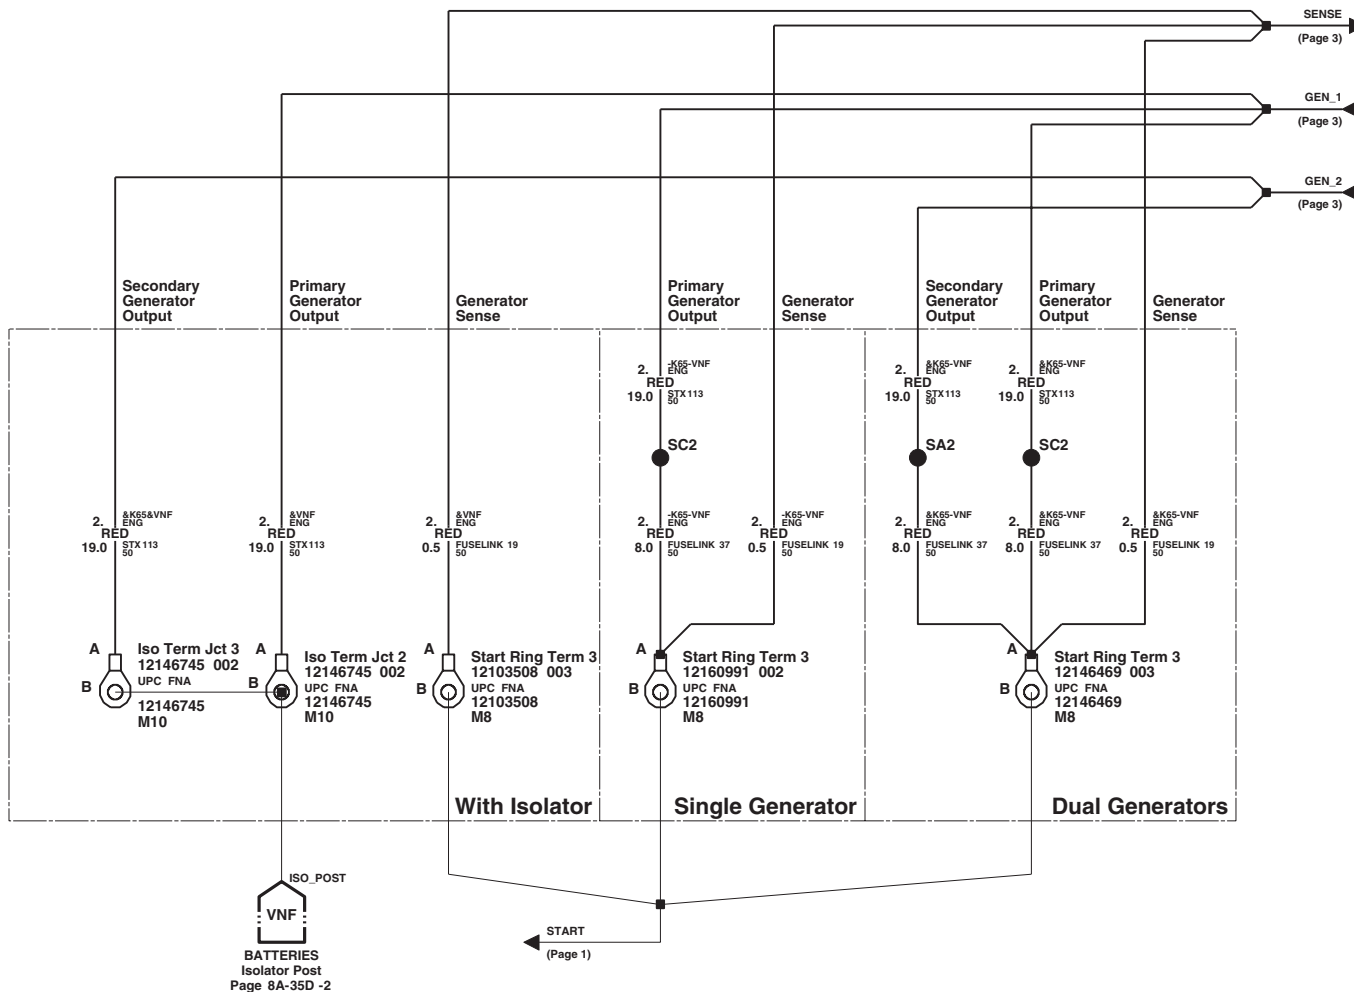 SENSE
(Page 3)
GEN_1
(Page 3)
GEN_2
(Page 3)
Secondary
Generator
Output
Primary
Generator
Output
Generator
Sense
Primary
Generator
Output
Generator
Sense
Secondary
Generator
Output
Primary
Generator
Output
Generator
Sense
2. -K65-VNF
ENG
RED
19.0 STX113
50
2. &K65-VNF
ENG
RED
19.0 STX113
50
2. &K65-VNF
ENG
RED
19.0 STX113
50
SC2
SA2
SC2
2. &K65&VNF
ENG
RED
19.0 STX113
50
2. &VNF
ENG
RED
19.0 STX113
50
2. &VNF
ENG
RED
0.5 FUSELINK 19
50
2. -K65-VNF
ENG
RED
8.0 FUSELINK 37
50
2. -K65-VNF
ENG
RED
0.5 FUSELINK 19
50
2. &K65-VNF
ENG
RED
8.0 FUSELINK 37
50
2. &K65-VNF
ENG
RED
8.0 FUSELINK 37
50
2. &K65-VNF
ENG
RED
0.5 FUSELINK 19
50
A
B
Iso Term Jct 3
12146745 002
UPC FNA
12146745
M10
A
B
Iso Term Jct 2
12146745 002
UPC FNA
12146745
M10
A
B
Start Ring Term 3
12103508 003
UPC FNA
12103508
M8
A
B
Start Ring Term 3
12160991 002
UPC FNA
12160991
M8
A
B
Start Ring Term 3
12146469 003
UPC FNA
12146469
M8
With Isolator
Single Generator
Dual Generators
ISO_POST
VNF
BATTERIES
Isolator Post
Page 8A-35D -2
START
(Page 1)